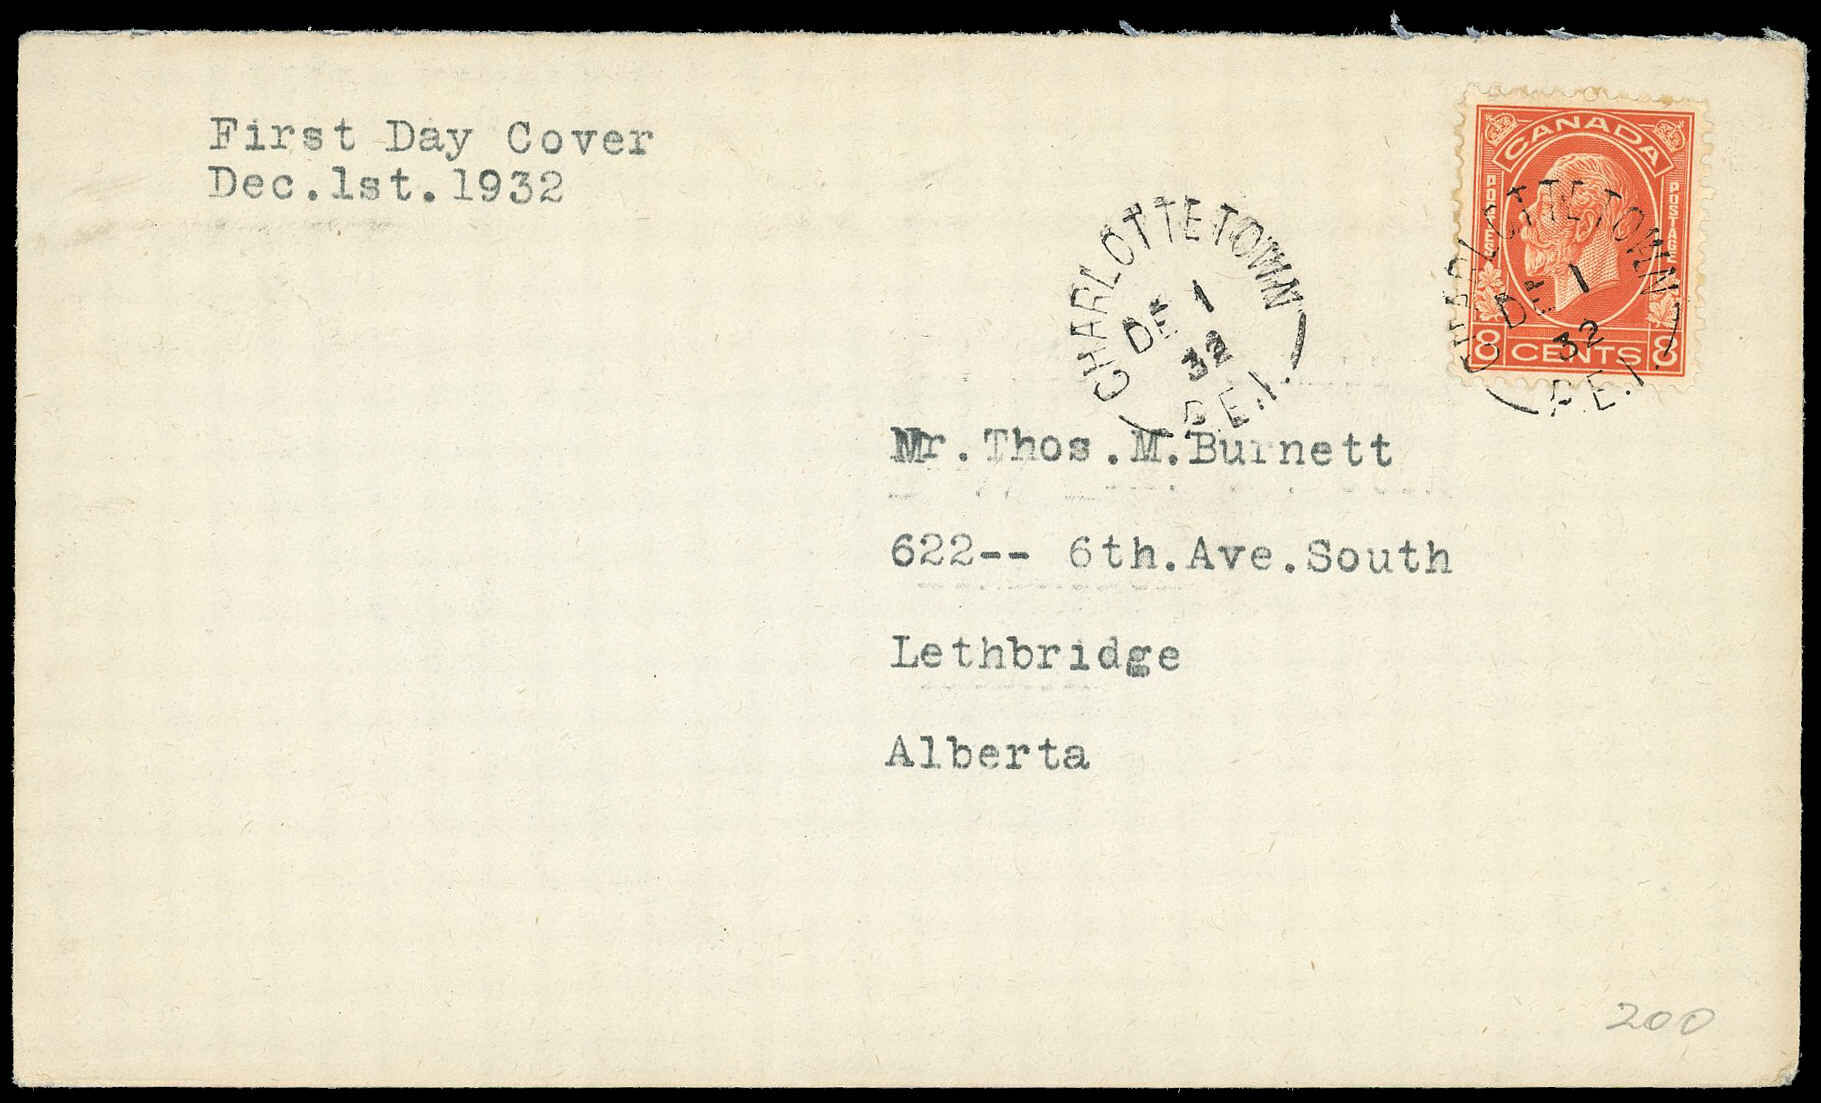 First Day Cover
Dec.1st.1932
CANADA
POSTES
POSTAGE
8 CENTS 8
CHARLOTTETOWN
DE 1
32
P.E.I.
CHARLOTTETOWN
DE 1
32
P.E.I.
Mr.Thos.M.Burnett
622-- 6th.Ave.South
Lethbridge
Alberta
200